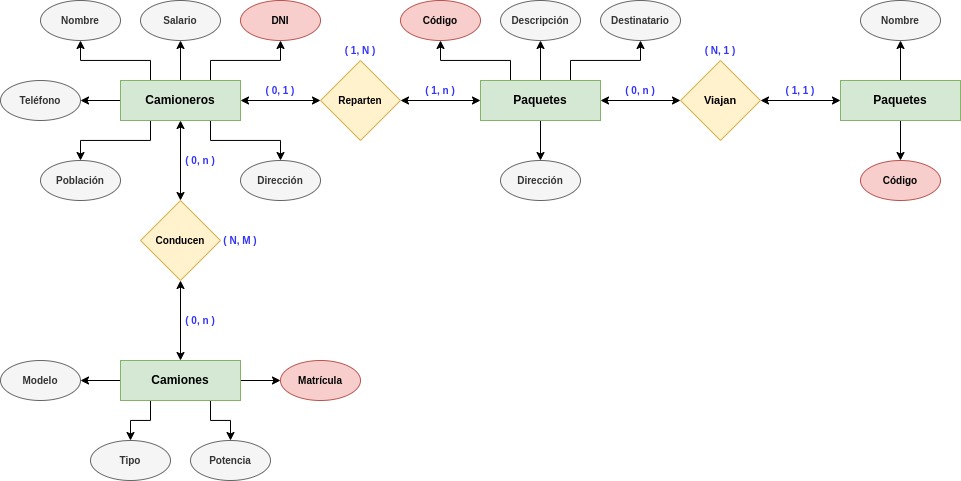 Nombre
Salario
DNI
Código
Descripción
Destinatario
Nombre
( 1, N )
( N, 1 )
Teléfono
Camioneros
( 0, 1 )
Reparten
( 1, n )
Paquetes
( 0, n )
Viajan
( 1, 1 )
Paquetes
( 0, n )
Población
Dirección
Dirección
Código
Conducen
( N, M )
( 0, n )
Modelo
Camiones
Matrícula
Tipo
Potencia